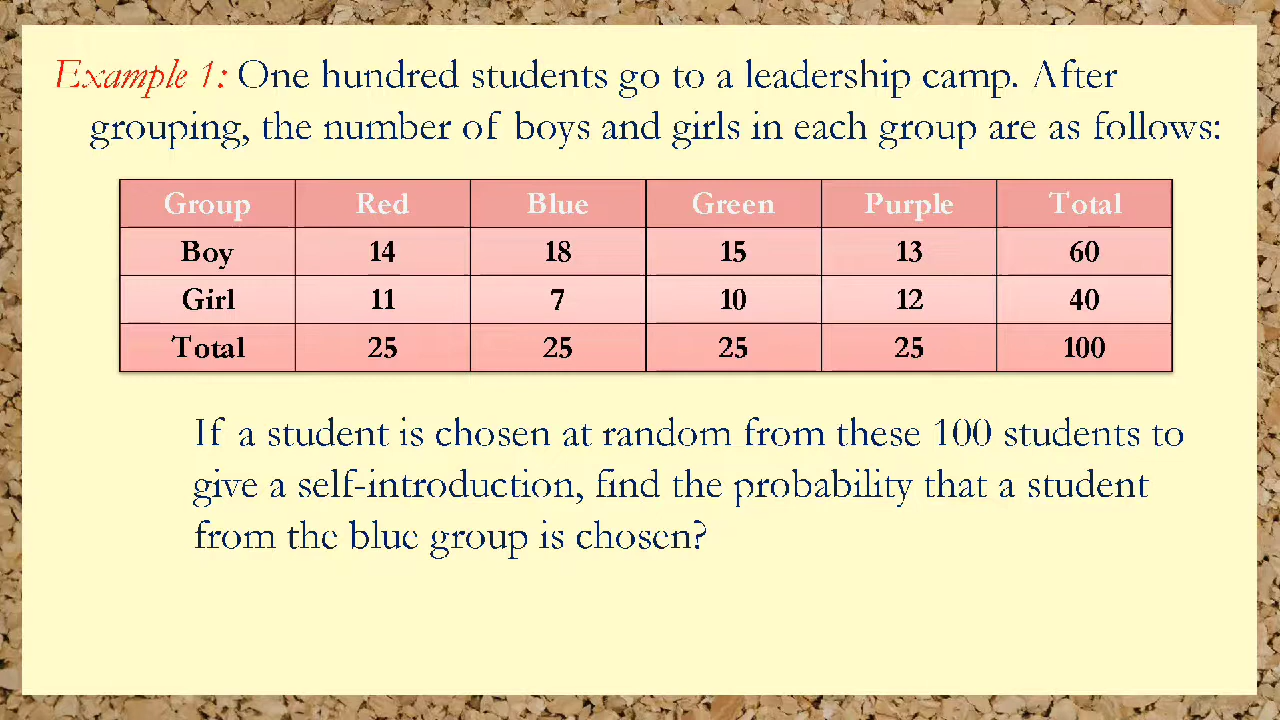 Example 1: One hundred students go to a leadership camp. After
grouping, the number of boys and girls in each group are as follows:
Group Red Blue Green Purple Total
Boy 14 18 15 13 60
Girl 11 7 10 12 40
Total 25 25 25 25 100
If a student is chosen at random from these 100 students to
give a self-introduction, find the probability that a student
from the blue group is chosen?